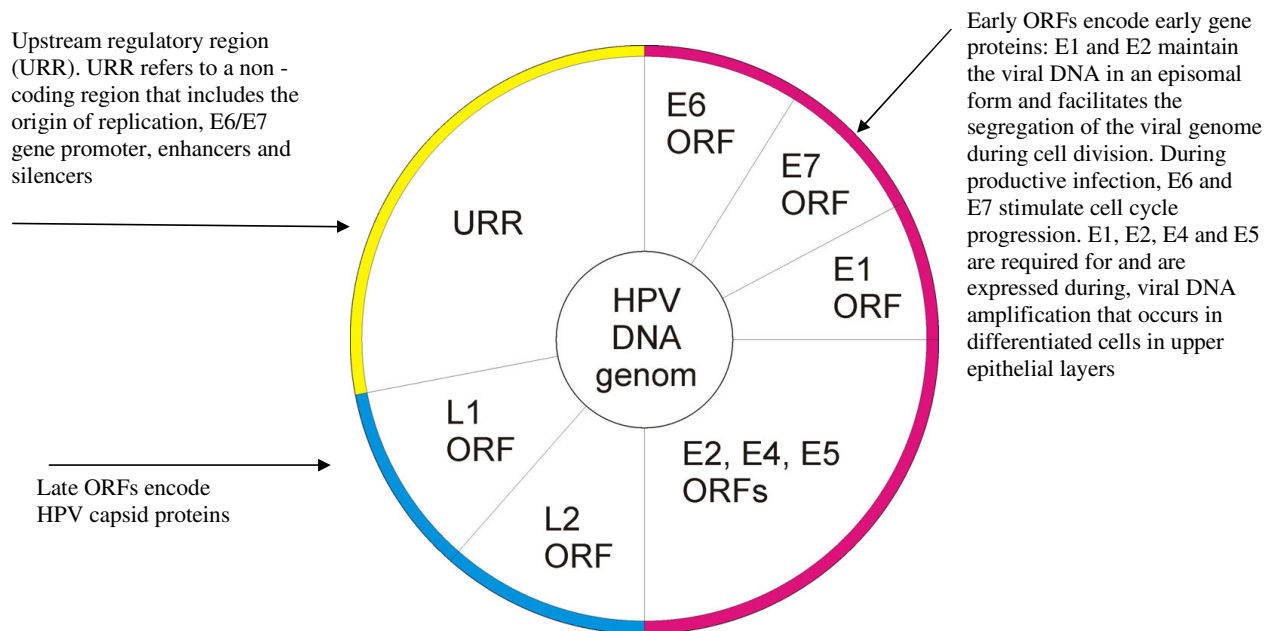 Upstream regulatory region
(URR). URR refers to a non -
coding region that includes the
origin of replication, E6/E7
gene promoter, enhancers and
silencers
Late ORFs encode
HPV capsid proteins
URR
E6
ORF
E7
ORF
E1
ORF
HPV
DNA
genom
L1
ORF
L2
ORF
E2, E4, E5
ORFs
Early ORFs encode early gene
proteins: E1 and E2 maintain
the viral DNA in an episomal
form and facilitates the
segregation of the viral genome
during cell division. During
productive infection, E6 and
E7 stimulate cell cycle
progression. E1, E2, E4 and E5
are required for and are
expressed during, viral DNA
amplification that occurs in
differentiated cells in upper
epithelial layers